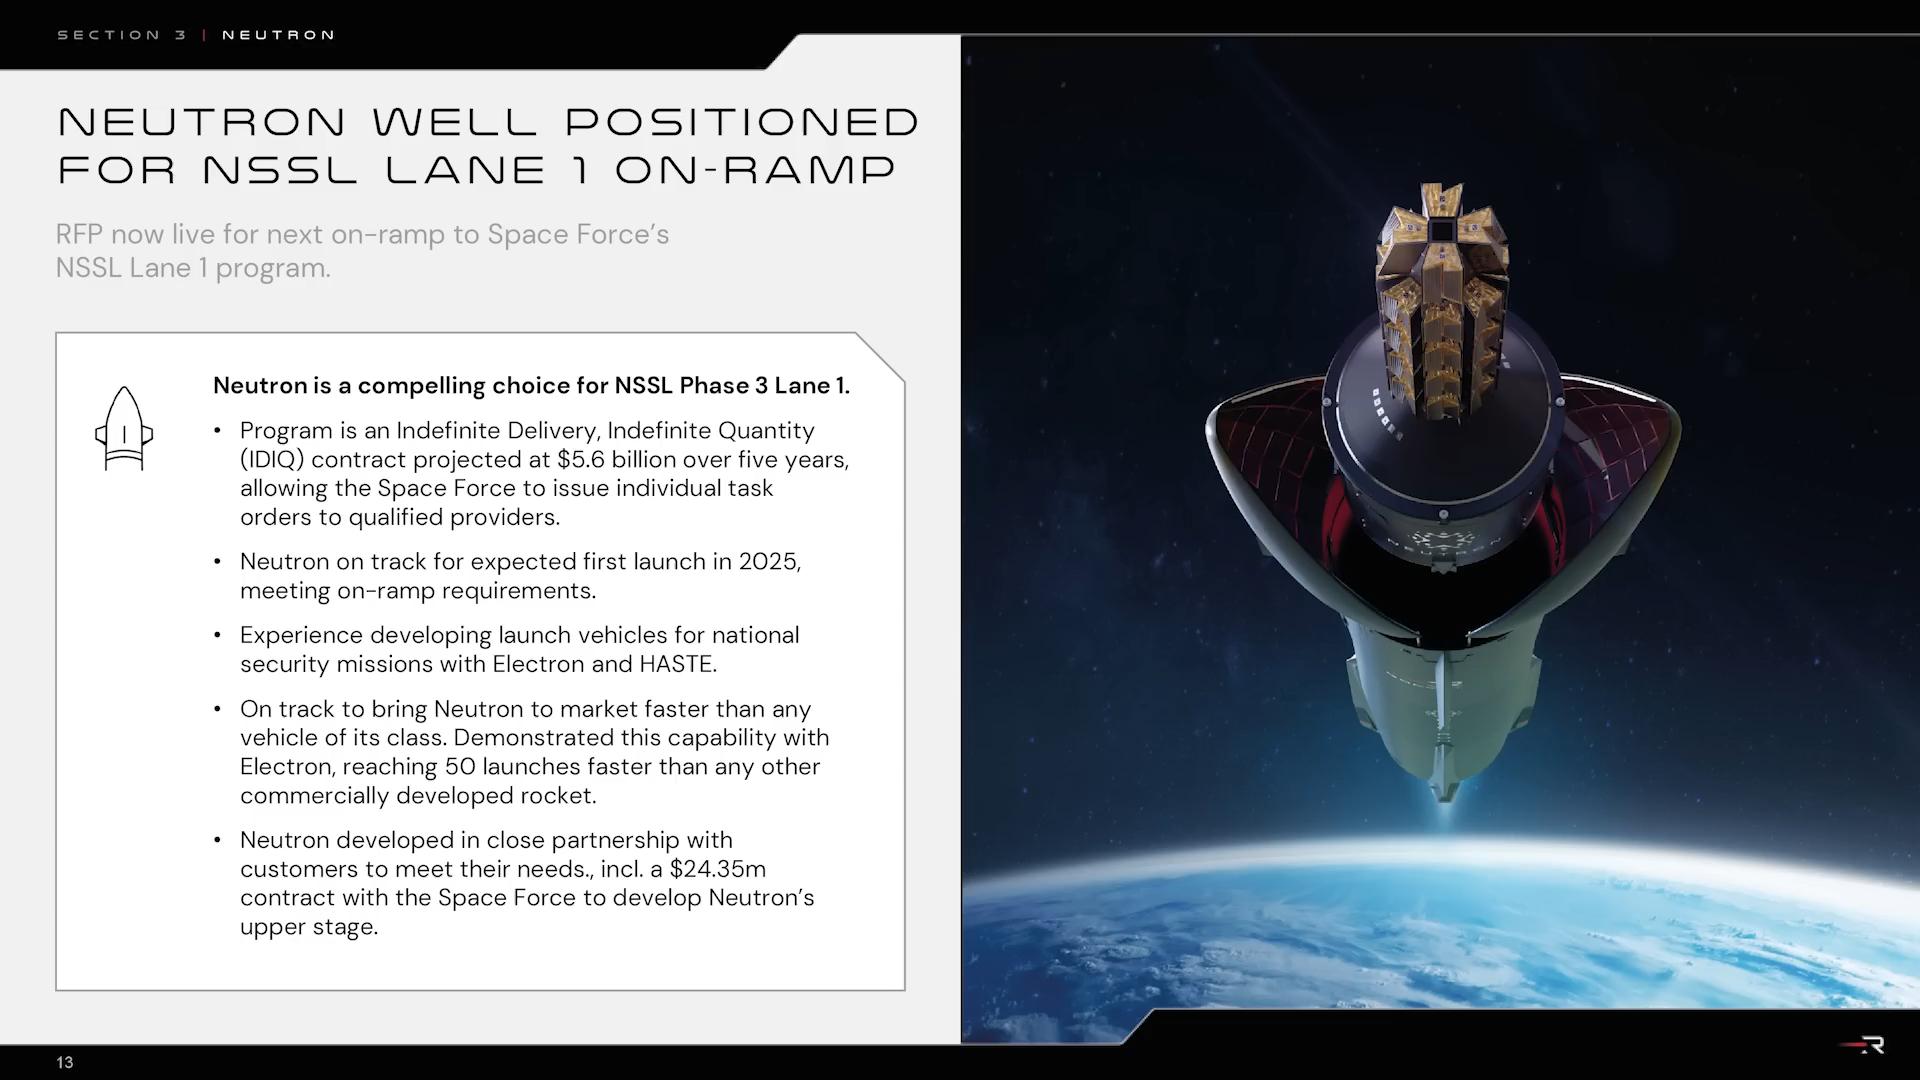 SECTION 3 | NEUTRON
NEUTRON WELL POSITIONED
FOR NSSL LANE 1 ON-RAMP
RFP now live for next on-ramp to Space Force’s
NSSL Lane 1 program.
Neutron is a compelling choice for NSSL Phase 3 Lane 1.
• Program is an Indefinite Delivery, Indefinite Quantity
(IDIQ) contract projected at $5.6 billion over five years,
allowing the Space Force to issue individual task
orders to qualified providers.
• Neutron on track for expected first launch in 2025,
meeting on-ramp requirements.
• Experience developing launch vehicles for national
security missions with Electron and HASTE.
• On track to bring Neutron to market faster than any
vehicle of its class. Demonstrated this capability with
Electron, reaching 50 launches faster than any other
commercially developed rocket.
• Neutron developed in close partnership with
customers to meet their needs., incl. a $24.35m
contract with the Space Force to develop Neutron’s
upper stage.
NEUTRON
13
R